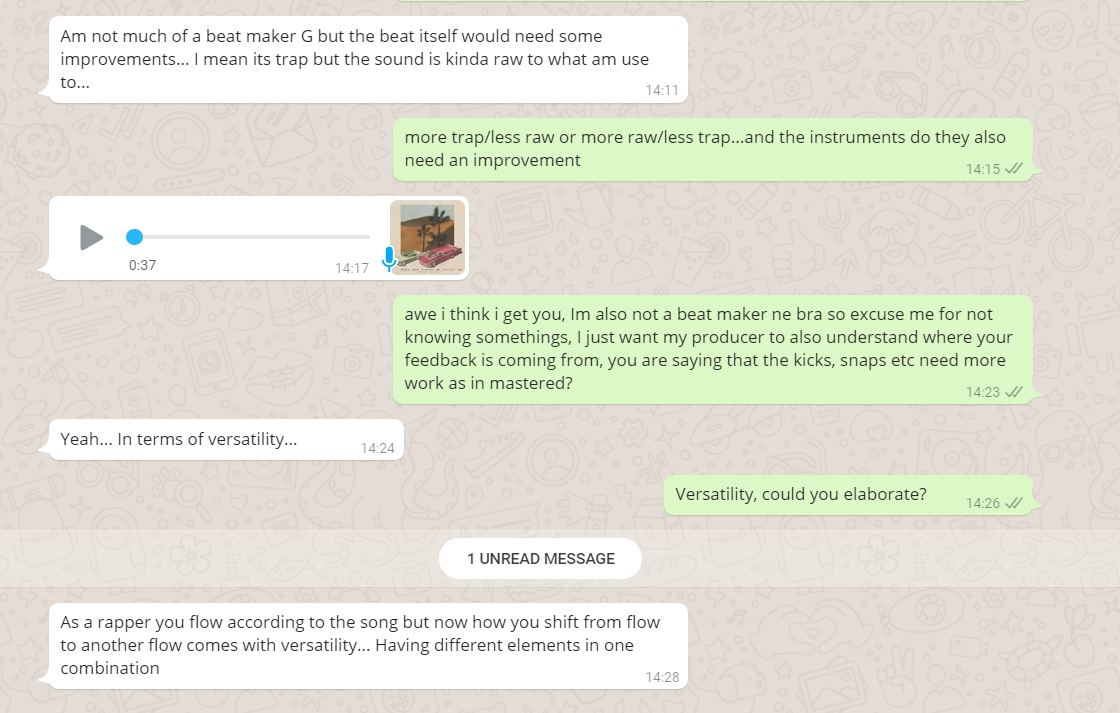 Am not much of a beat maker G but the beat itself would need some
improvements... I mean its trap but the sound is kinda raw to what am use
to...
14:11
more trap/less raw or more raw/less trap...and the instruments do they also
need an improvement
14:15
0:37
14:17
awe i think i get you, Im also not a beat maker ne bra so excuse me for not
knowing somethings, I just want my producer to also understand where your
feedback is coming from, you are saying that the kicks, snaps etc need more
work as in mastered?
14:23
Yeah... In terms of versatility...
14:24
Versatility, could you elaborate?
14:26
1 UNREAD MESSAGE
As a rapper you flow according to the song but now how you shift from flow
to another flow comes with versatility... Having different elements in one
combination
14:28